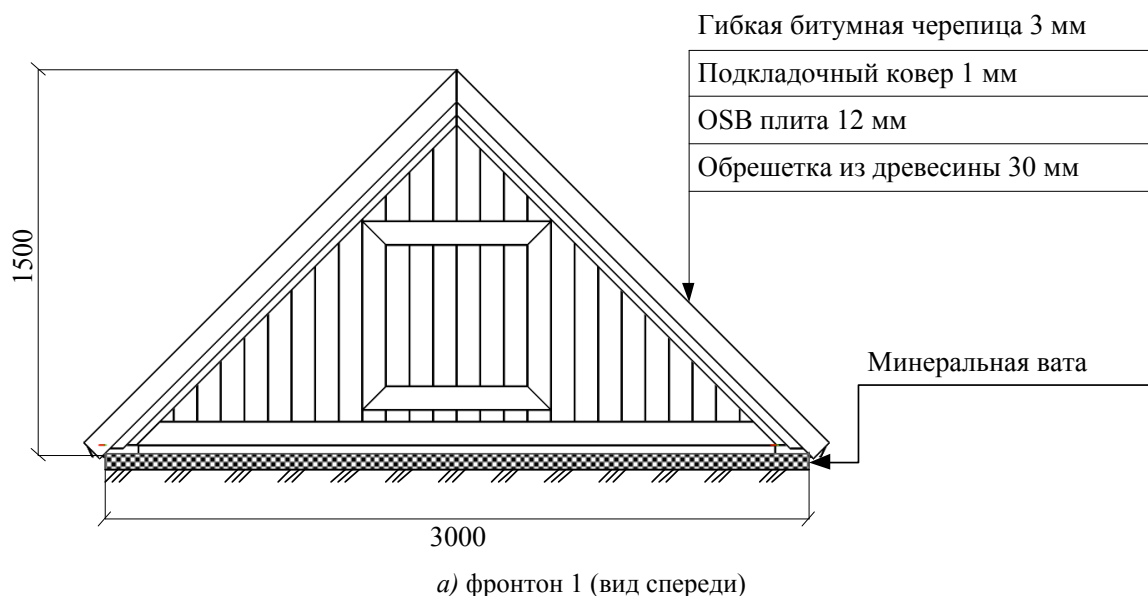 Гибкая битумная черепица 3 мм
Подкладочный ковер 1 мм
OSB плита 12 мм
Обрешетка из древесины 30 мм
1500
Минеральная вата
3000
а) фронтон 1 (вид спереди)